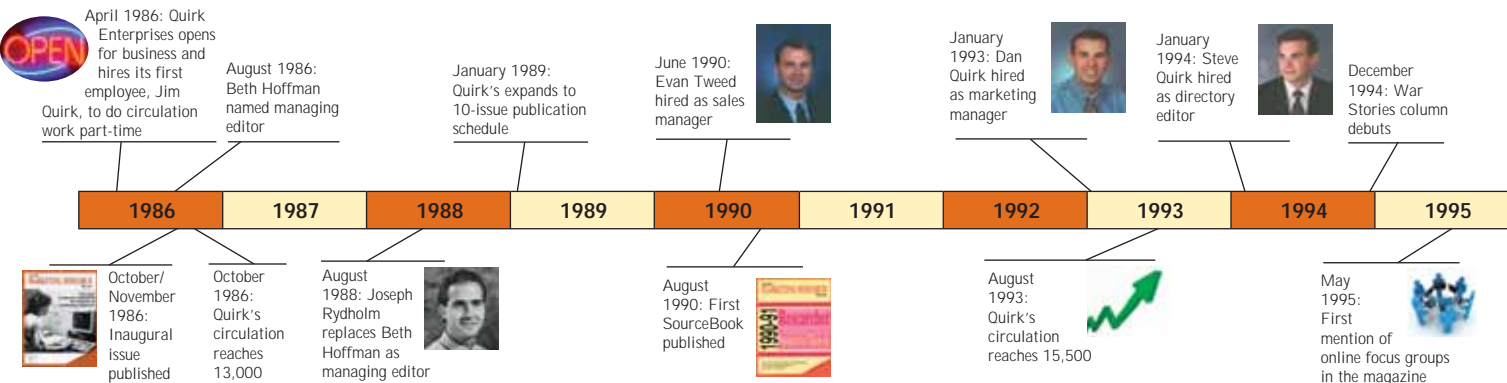 OPEN
April 1986: Quirk
Enterprises opens
for business and
hires its first
employee, Jim
Quirk, to do circulation
work part-time
August 1986:
Beth Hoffman
named managing
editor
January 1989:
Quirk's expands to
10-issue publication
schedule
June 1990:
Evan Tweed
hired as sales
manager
January
1993: Dan
Quirk hired
as marketing
manager
January
1994: Steve
Quirk hired
as directory
editor
December
1994: War
Stories column
debuts
1986
1987
1988
1989
1990
1991
1992
1993
1994
1995
October/
November
1986:
Inaugural
issue
published
October
1986:
Quirk's
circulation
reaches
13,000
August
1988: Joseph
Rydholm
replaces Beth
Hoffman as
managing editor
August
1990: First
SourceBook
published
1990-91
August
1993:
Quirk's
circulation
reaches 15,500
May
1995:
First
mention of
online focus groups
in the magazine